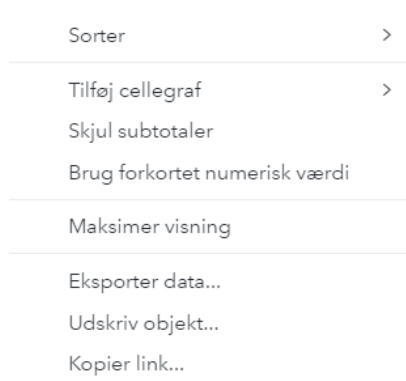 Sorter
Tilføj cellegraf
Skjul subtotaler
Brug forkortet numerisk værdi
Maksimer visning
Eksporter data...
Udskriv objekt...
Kopier link...